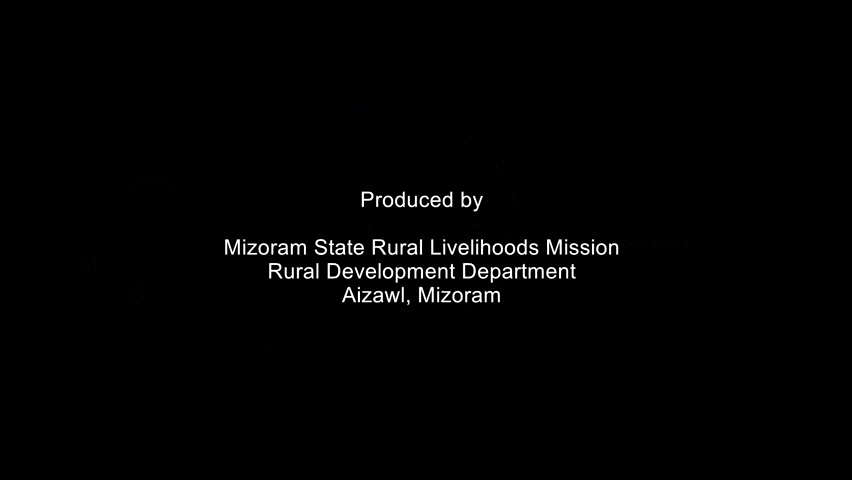 Produced by
Mizoram State Rural Livelihoods Mission
Rural Development Department
Aizawl, Mizoram